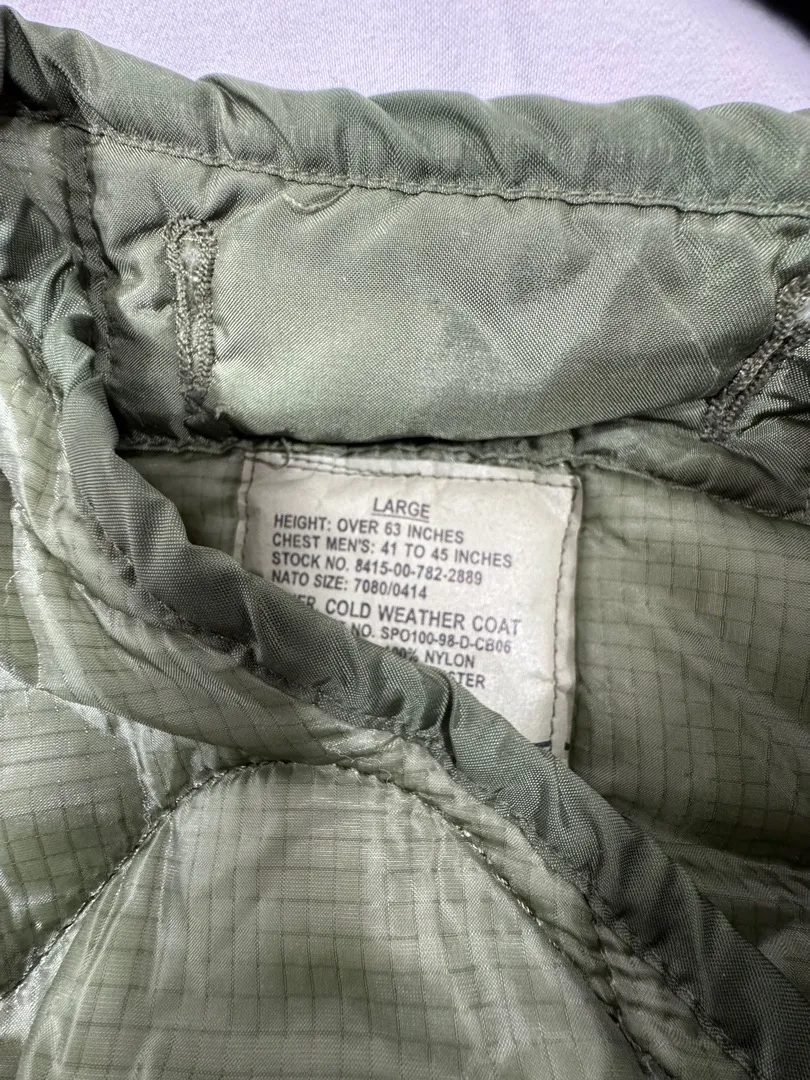 LARGE
HEIGHT: OVER 63 INCHES
CHEST MEN'S: 41 TO 45 INCHES
STOCK NO. 8415-00-782-2889
NATO SIZE: 7080/0414
COLD WEATHER COAT
NO. SPO100-98-D-CB06
100% NYLON